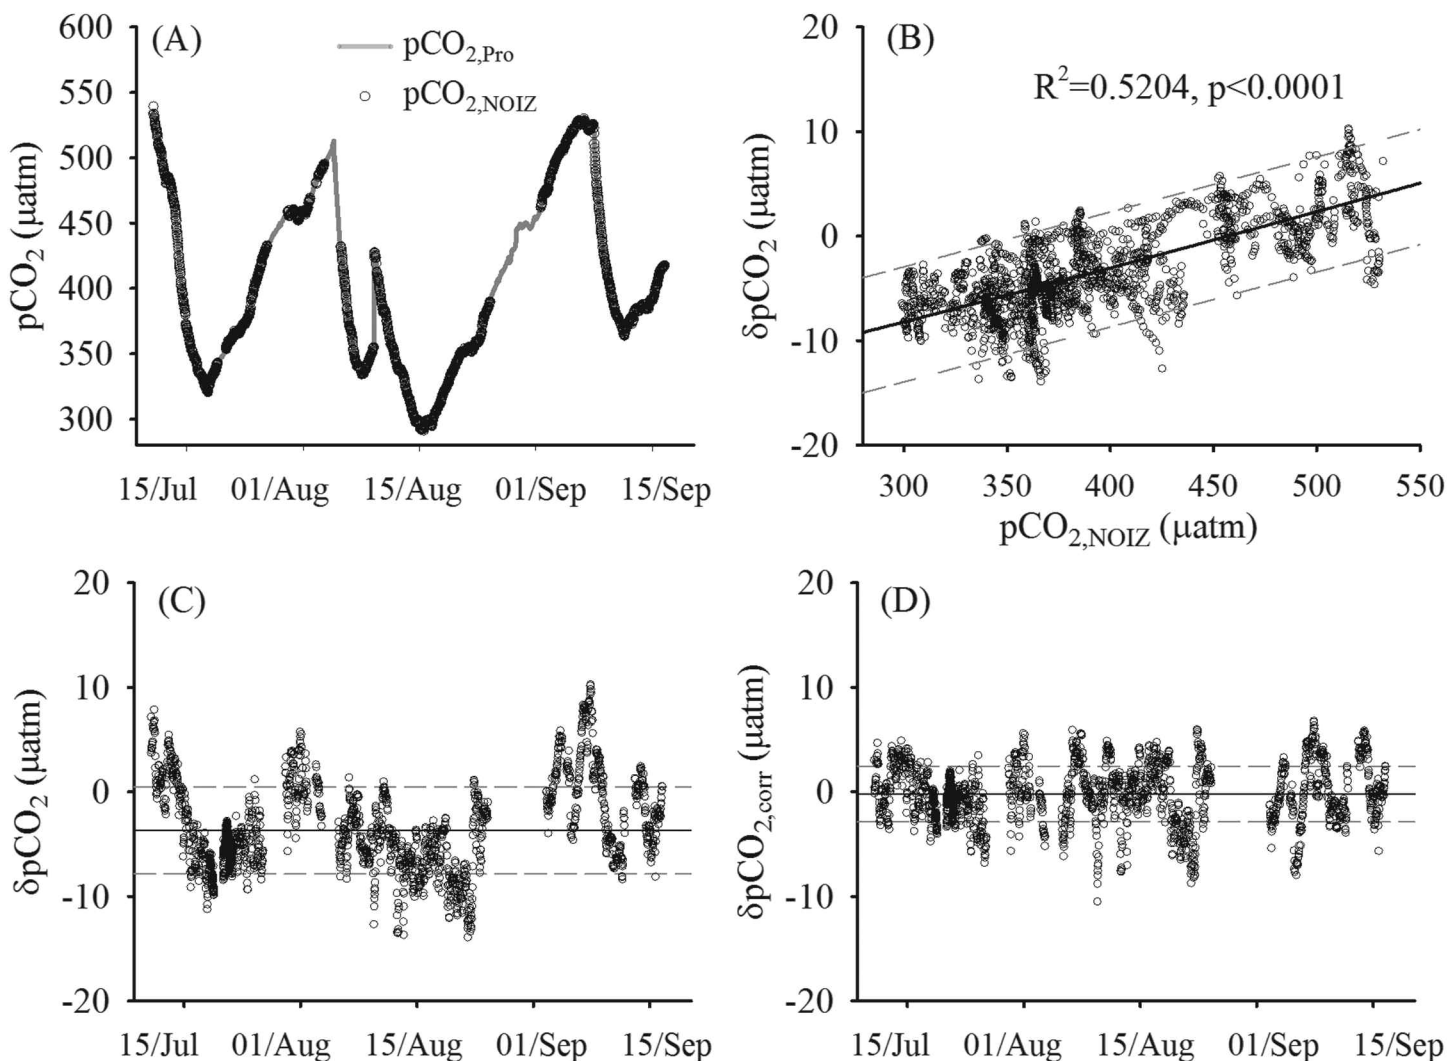 (A)
pCO2,Pro
pCO2,NOIZ
pCO2 (μatm)
600
550
500
450
400
350
300
15/Jul 01/Aug 15/Aug 01/Sep 15/Sep
(B)
R2=0.5204, p<0.0001
δpCO2 (μatm)
20
10
0
-10
-20
300 350 400 450 500 550
pCO2,NOIZ (μatm)
(C)
δpCO2 (μatm)
20
10
0
-10
-20
15/Jul 01/Aug 15/Aug 01/Sep 15/Sep
(D)
δpCO2,corr (μatm)
20
10
0
-10
-20
15/Jul 01/Aug 15/Aug 01/Sep 15/Sep